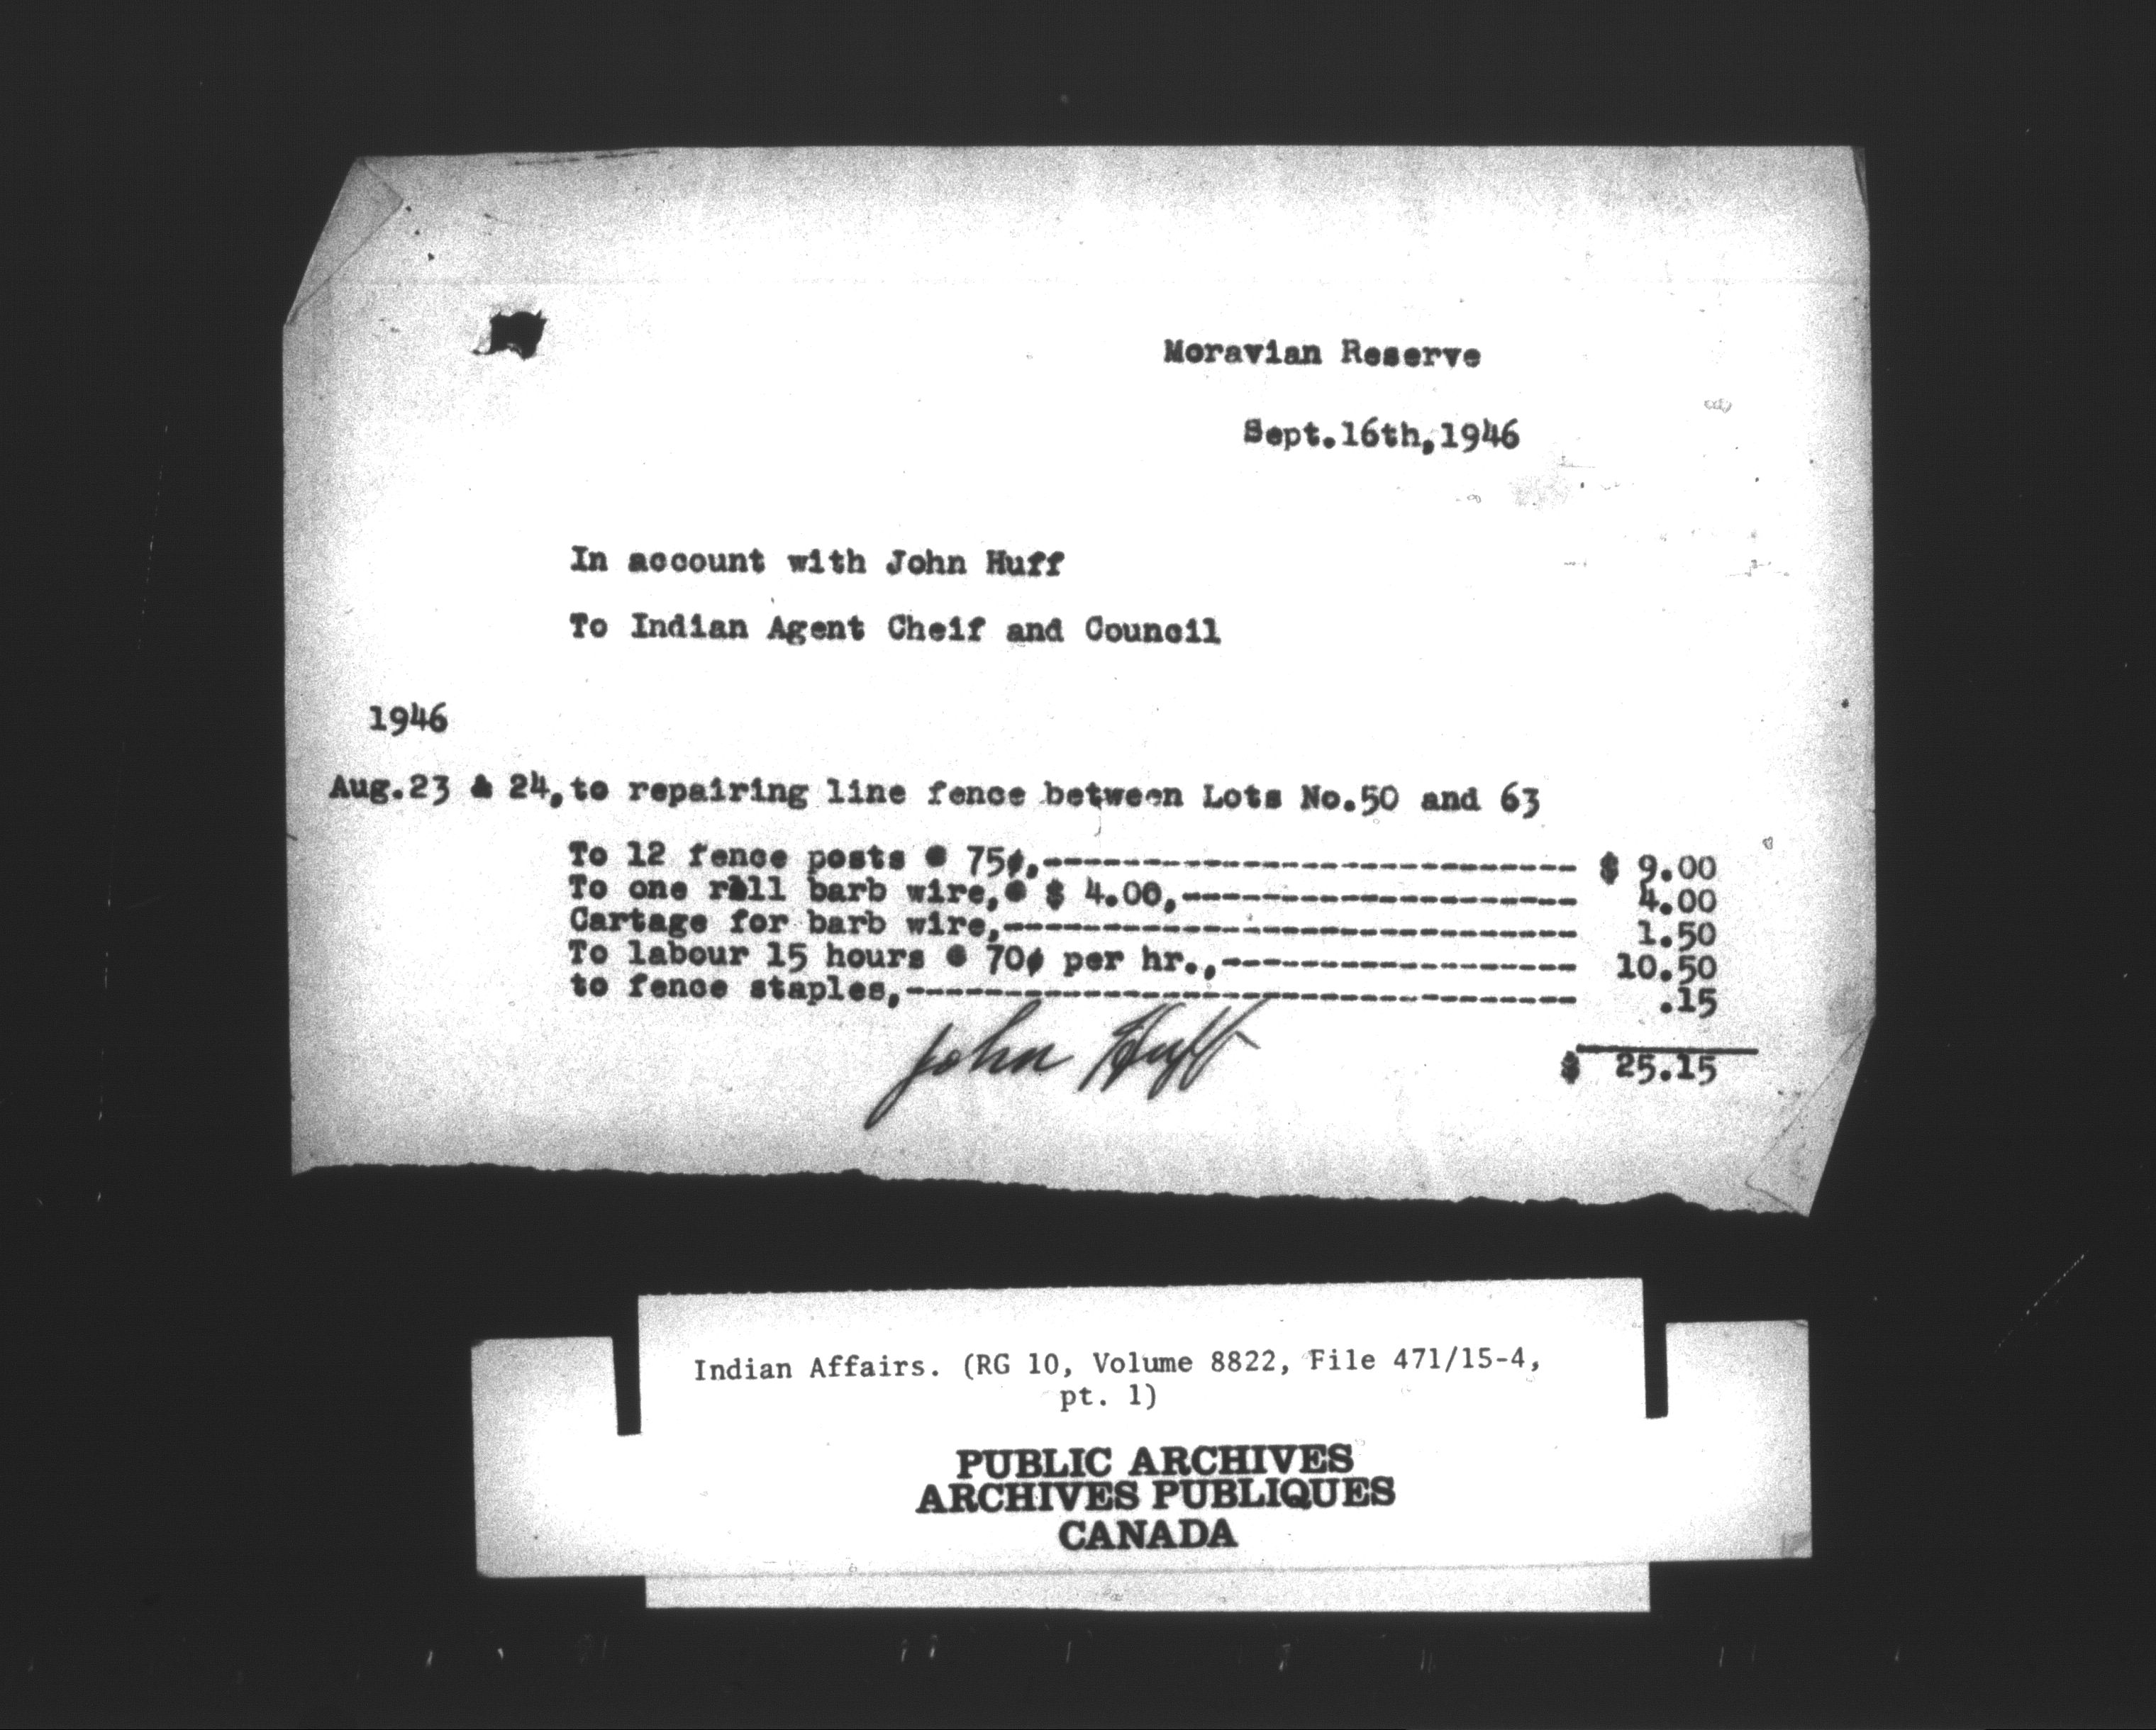 Moravian Reserve
Sept.16th,1946
In account with John Huff
To Indian Agent Cheif and Council
1946
Aug.23 & 24,to repairing line fence between Lots No.50 and 63
To 12 fence posts @ 75¢,--------------------------- $ 9.00
To one roll barb wire,@ $ 4.00,-------------------- 4.00
Cartage for barb wire,----------------------------- 1.50
To labour 15 hours @ 70¢ per hr.,------------------ 10.50
to fence staples,---------------------------------- .15
John Huff
$ 25.15
Indian Affairs. (RG 10, Volume 8822, File 471/15-4,
pt. 1)
PUBLIC ARCHIVES
ARCHIVES PUBLIQUES
CANADA